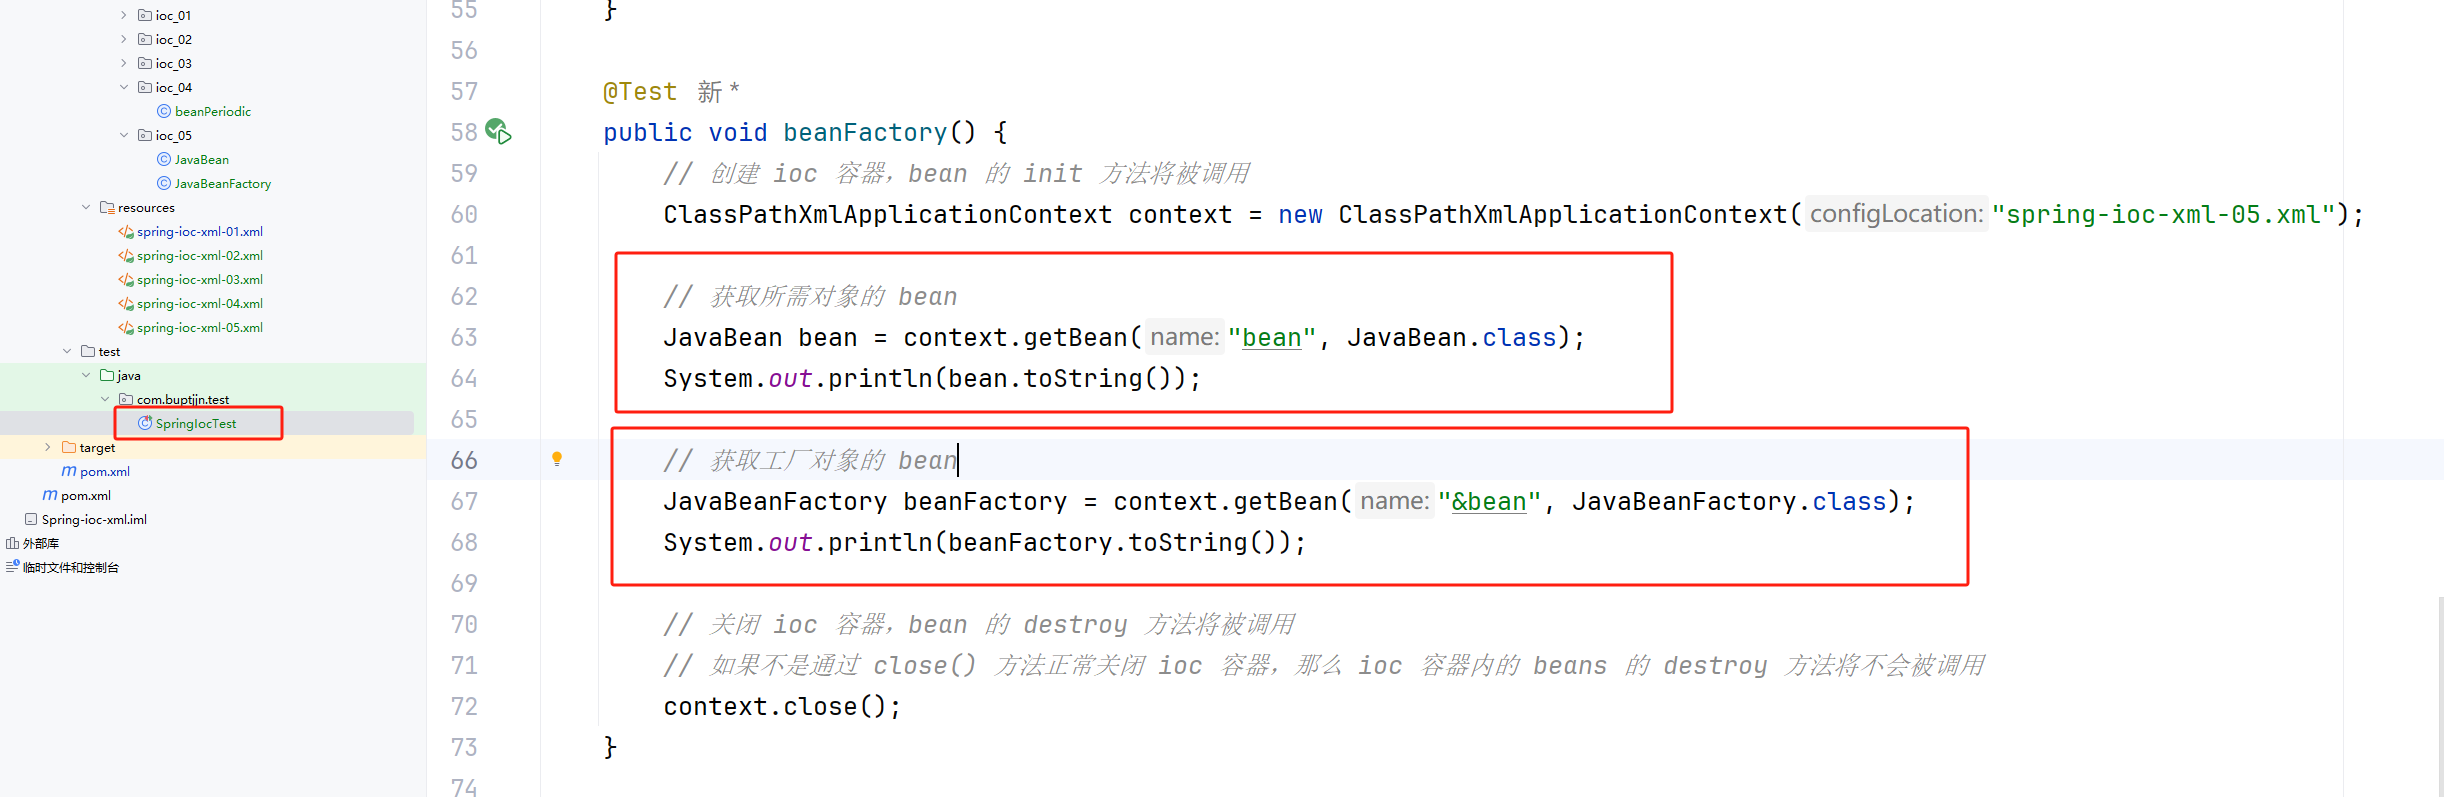 ioc_01
ioc_02
ioc_03
ioc_04
beanPeriodic
ioc_05
JavaBean
JavaBeanFactory
resources
spring-ioc-xml-01.xml
spring-ioc-xml-02.xml
spring-ioc-xml-03.xml
spring-ioc-xml-04.xml
spring-ioc-xml-05.xml
test
java
com.buptjjn.test
SpringIocTest
target
pom.xml
pom.xml
Spring-ioc-xml.iml
外部库
临时文件和控制台
55 }
56
57 @Test 新 *
58 public void beanFactory() {
59 // 创建 ioc 容器，bean 的 init 方法将被调用
60 ClassPathXmlApplicationContext context = new ClassPathXmlApplicationContext( configLocation: "spring-ioc-xml-05.xml");
61
62 // 获取所需对象的 bean
63 JavaBean bean = context.getBean( name: "bean", JavaBean.class);
64 System.out.println(bean.toString());
65
66 // 获取工厂对象的 bean
67 JavaBeanFactory beanFactory = context.getBean( name: "&bean", JavaBeanFactory.class);
68 System.out.println(beanFactory.toString());
69
70 // 关闭 ioc 容器，bean 的 destroy 方法将被调用
71 // 如果不是通过 close() 方法正常关闭 ioc 容器，那么 ioc 容器内的 beans 的 destroy 方法将不会被调用
72 context.close();
73 }
74